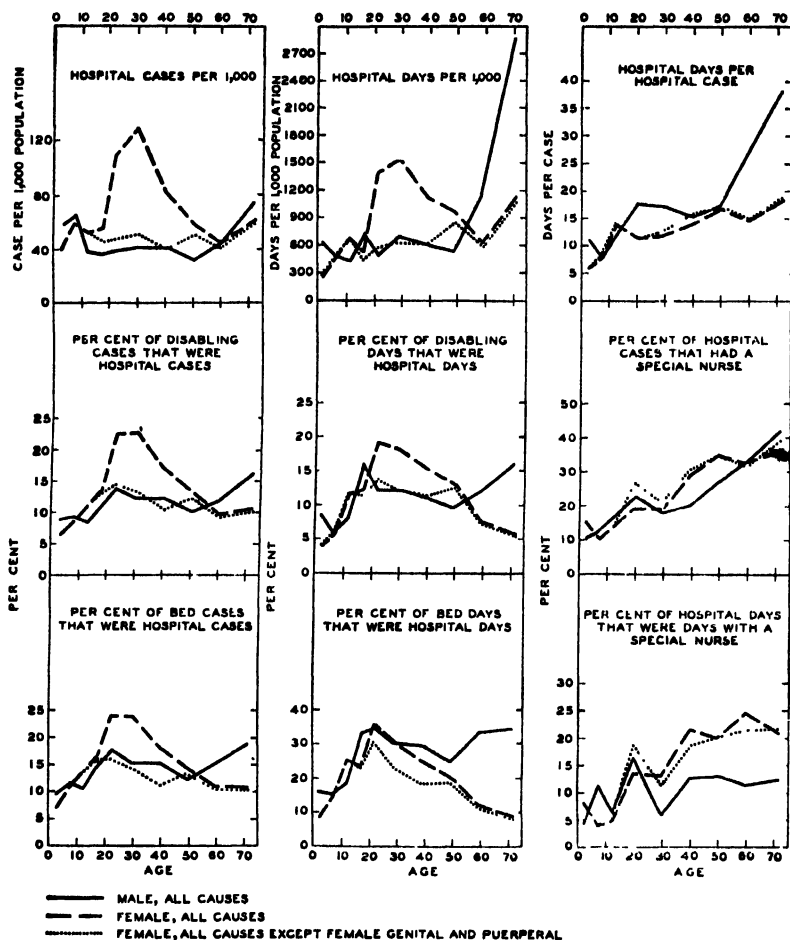 0 10 20 30 40 50 60 70
0 10 20 30 40 50 60 70
0 10 20 30 40 50 60 70
HOSPITAL CASES PER 1,000
CASE PER 1,000 POPULATION
120
80
40
0
HOSPITAL DAYS PER 1,000
DAYS PER 1,000 POPULATION
2700
2400
2100
1800
1500
1200
900
600
300
0
HOSPITAL DAYS PER
HOSPITAL CASE
DAYS PER CASE
40
35
30
25
20
15
10
5
0
PER CENT OF DISABLING
CASES THAT WERE
HOSPITAL CASES
25
20
15
10
5
0
PER CENT OF DISABLING
DAYS THAT WERE
HOSPITAL DAYS
25
20
15
10
5
0
PER CENT OF HOSPITAL
CASES THAT HAD A
SPECIAL NURSE
50
40
30
20
10
0
PER CENT
PER CENT
PER CENT
PER CENT OF BED CASES
THAT WERE HOSPITAL CASES
25
20
15
10
5
0
PER CENT OF BED DAYS
THAT WERE HOSPITAL DAYS
40
30
20
10
0
PER CENT OF HOSPITAL DAYS
THAT WERE DAYS WITH A
SPECIAL NURSE
30
25
20
15
10
5
0
0 10 20 30 40 50 60 70
AGE
0 10 20 30 40 50 60 70
AGE
0 10 20 30 40 50 60 70
AGE
MALE, ALL CAUSES
FEMALE, ALL CAUSES
FEMALE, ALL CAUSES EXCEPT FEMALE GENITAL AND PUERPERAL